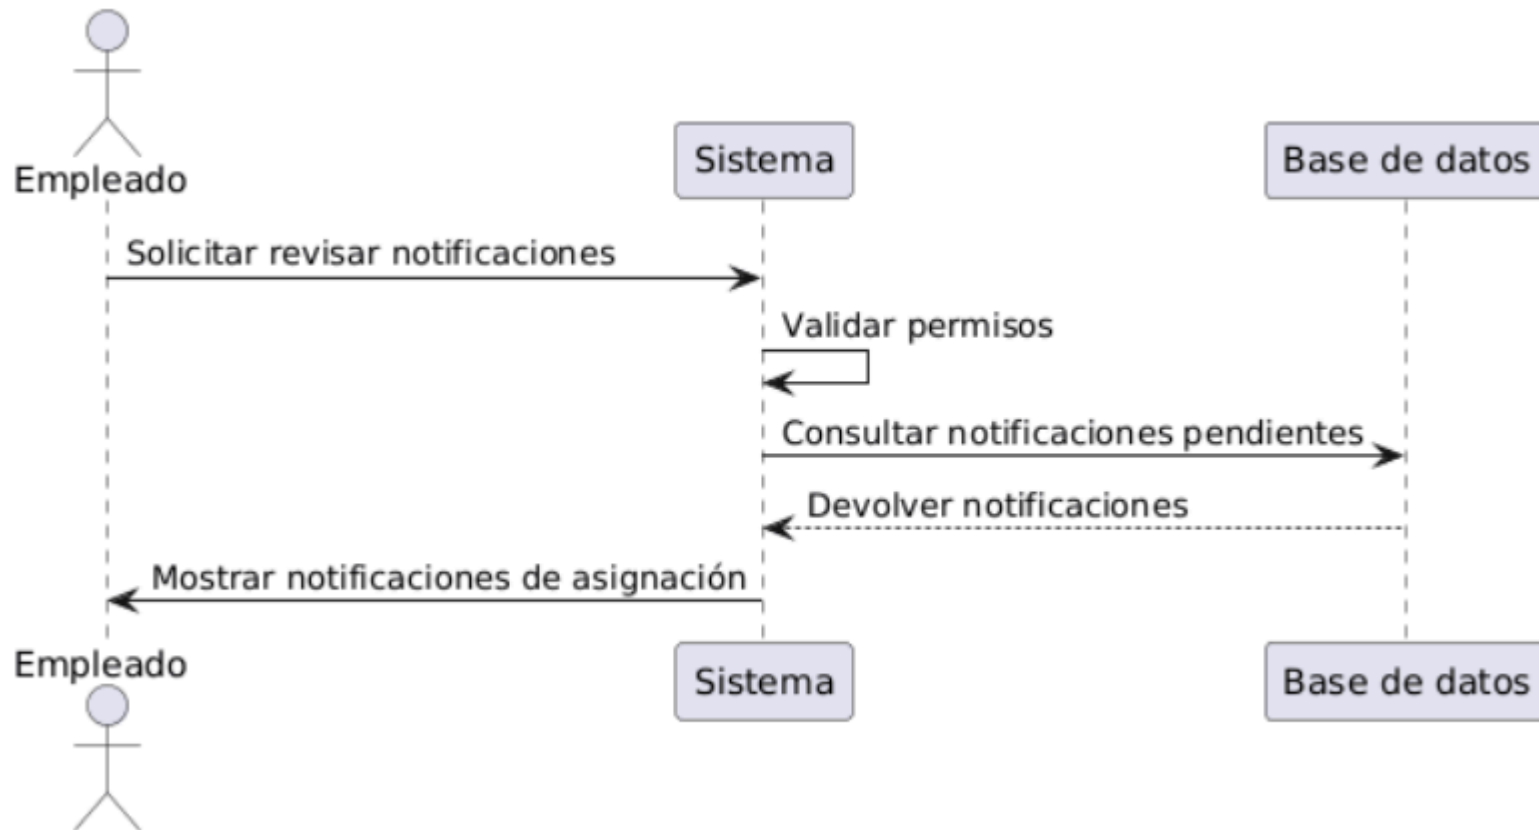 Empleado
Sistema
Base de datos
Solicitar revisar notificaciones
Validar permisos
Consultar notificaciones pendientes
Devolver notificaciones
Mostrar notificaciones de asignación
Empleado
Sistema
Base de datos